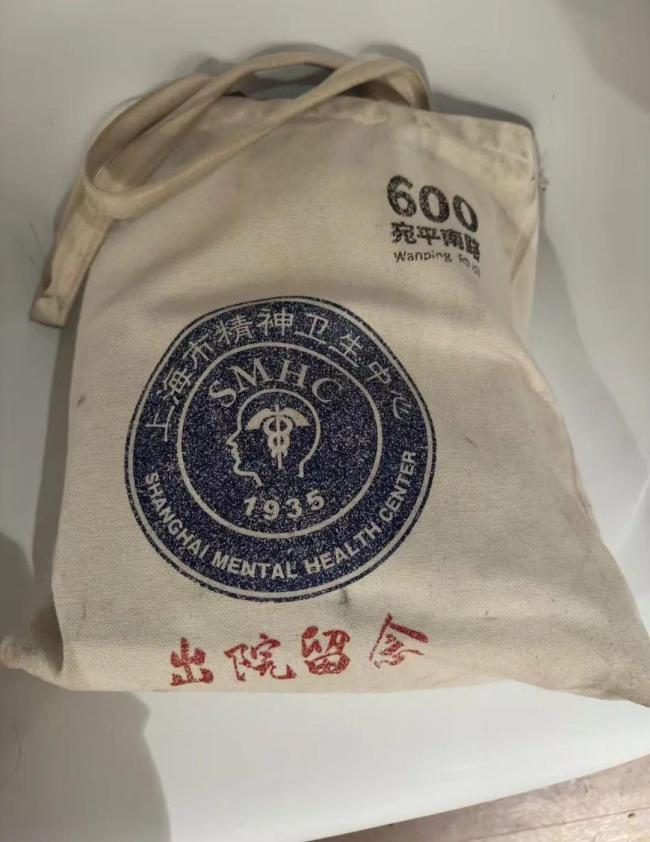 600
宛平南路
Wanping Road
上海市精神卫生中心
SMHC
1935
SHANGHAI MENTAL HEALTH CENTER
出院留念